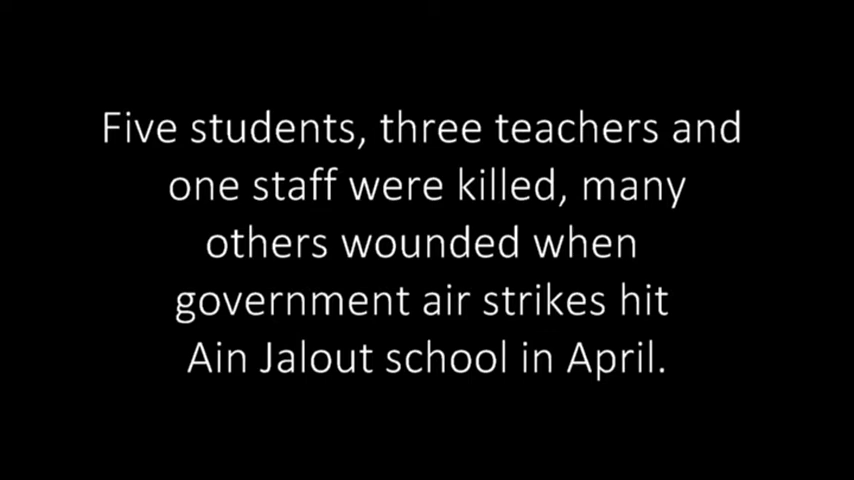 Five students, three teachers and
one staff were killed, many
others wounded when
government air strikes hit
Ain Jalout school in April.